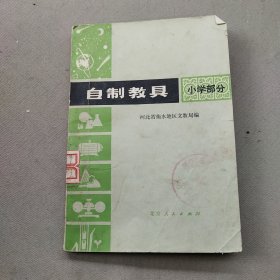 自制教具
小学部分
河北省衡水地区文教局编
北京人民出版社